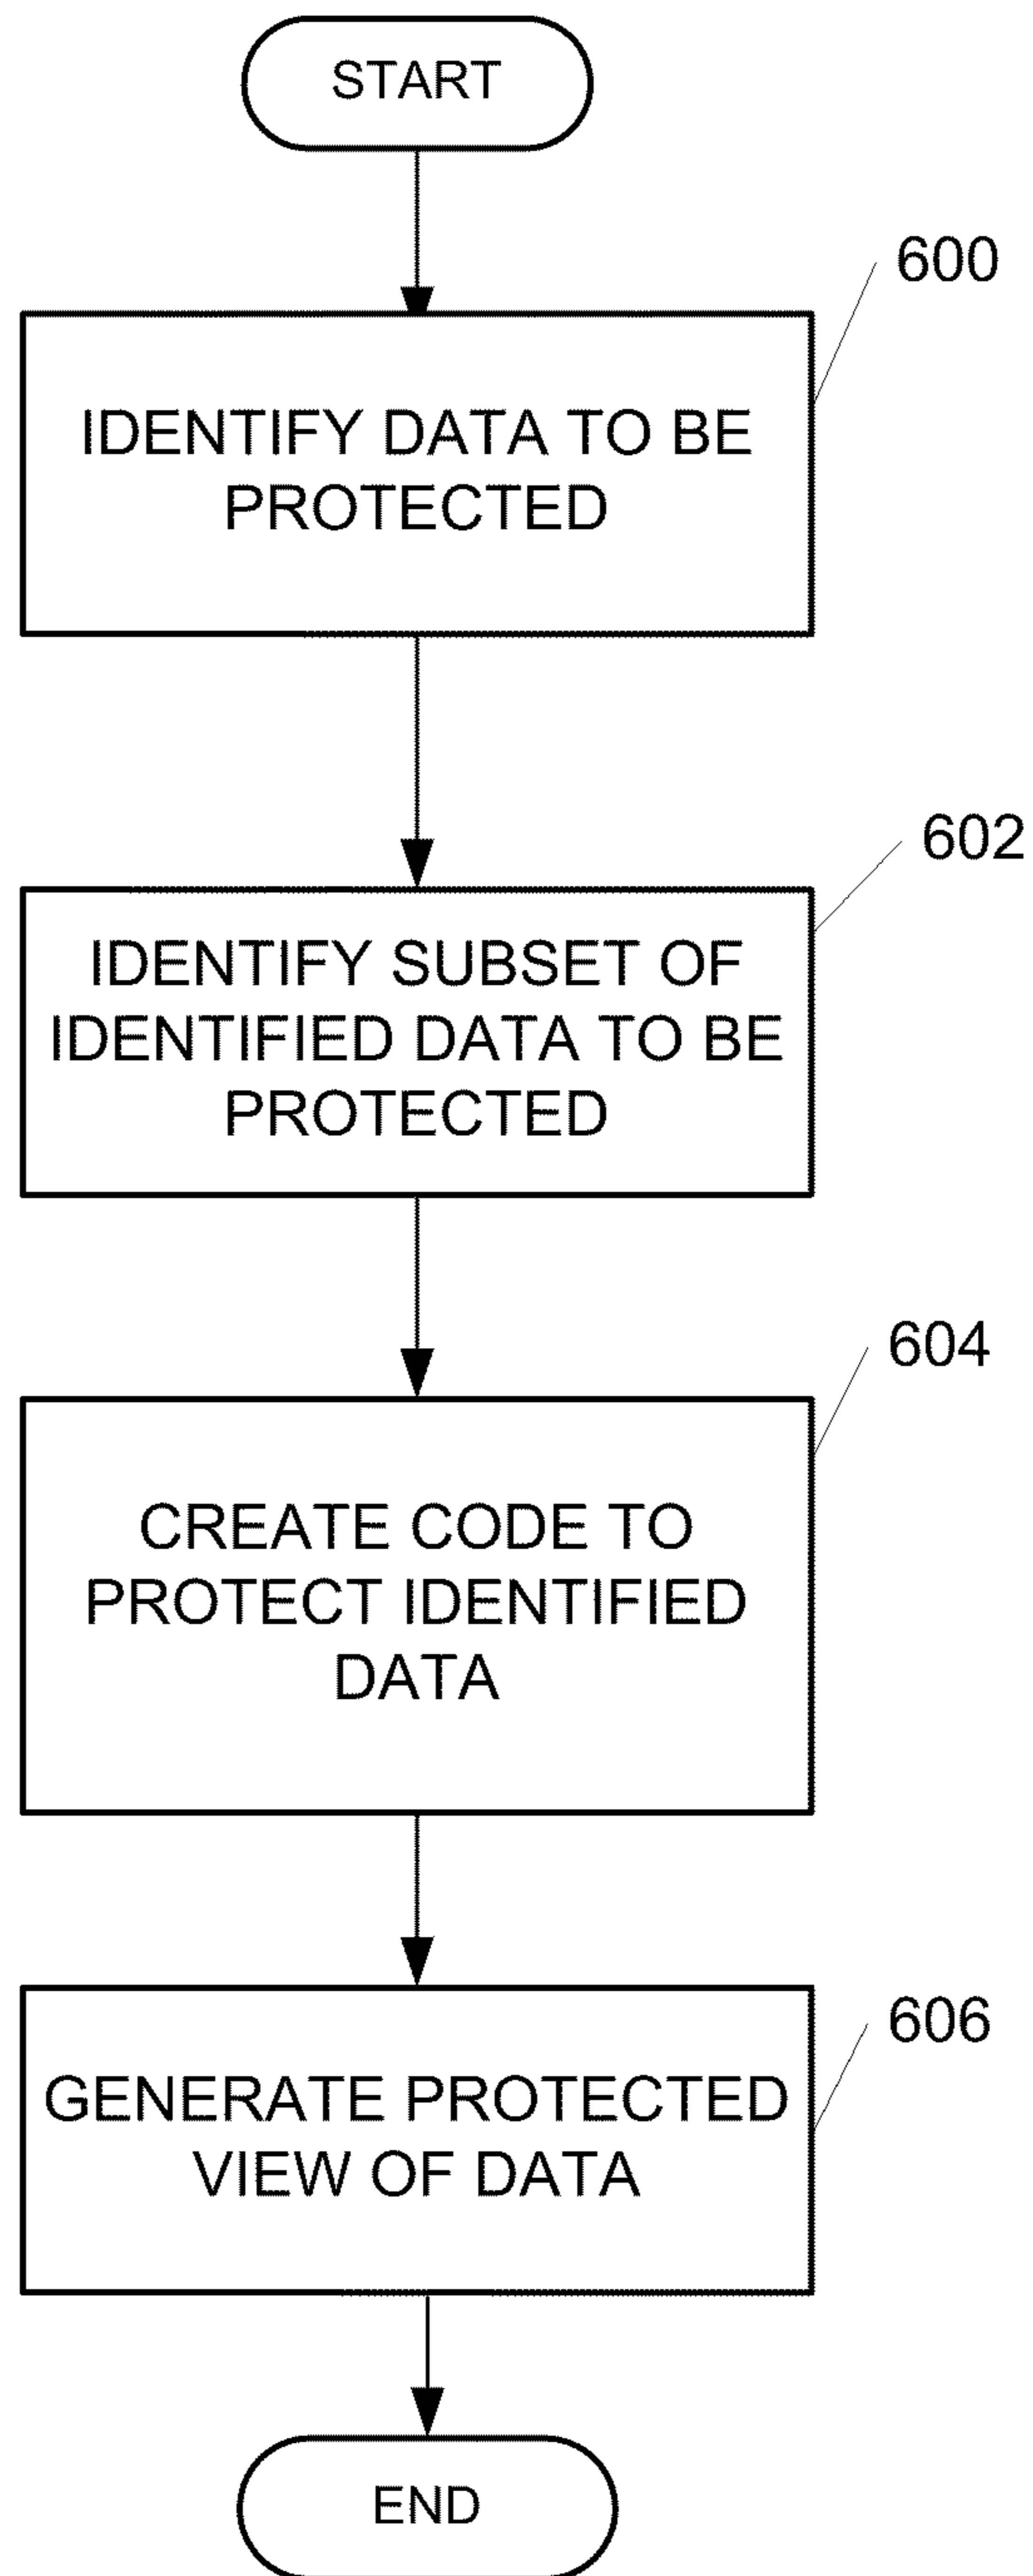 START
600
IDENTIFY DATA TO BE
PROTECTED
602
IDENTIFY SUBSET OF
IDENTIFIED DATA TO BE
PROTECTED
604
CREATE CODE TO
PROTECT IDENTIFIED
DATA
606
GENERATE PROTECTED
VIEW OF DATA
END